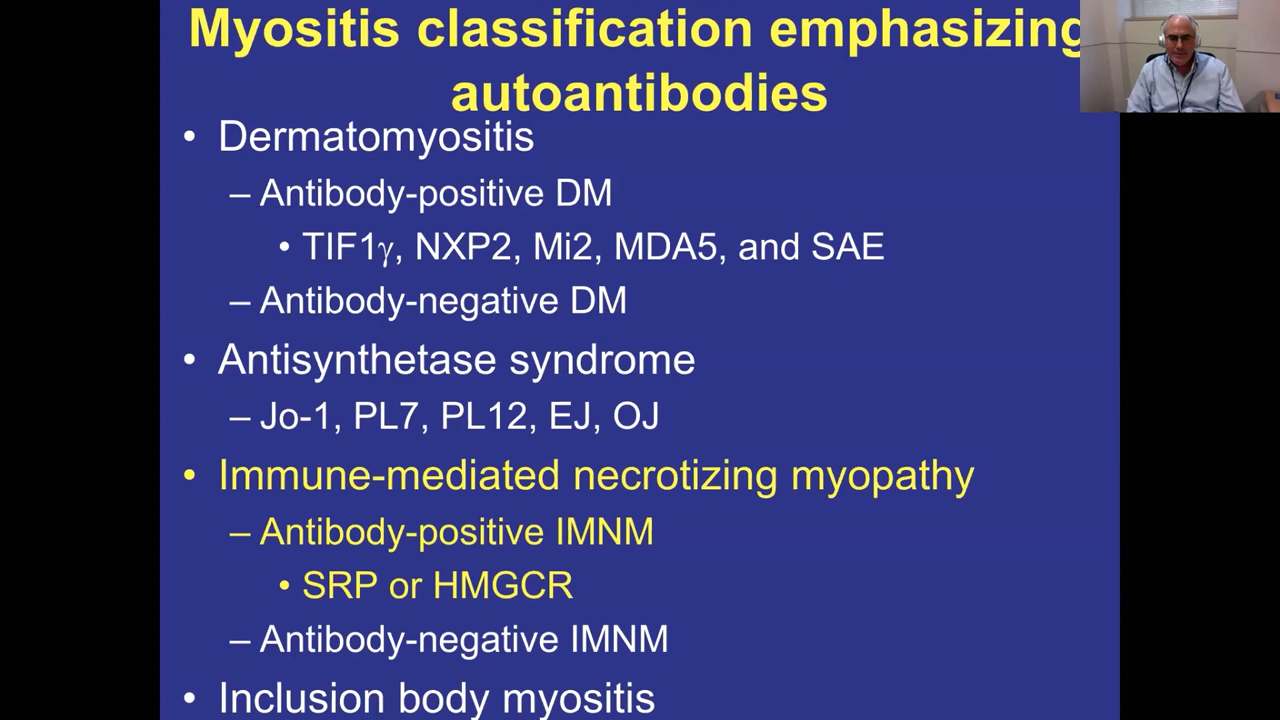 Myositis classification emphasizing
autoantibodies
• Dermatomyositis
– Antibody-positive DM
• TIF1γ, NXP2, Mi2, MDA5, and SAE
– Antibody-negative DM
• Antisynthetase syndrome
– Jo-1, PL7, PL12, EJ, OJ
• Immune-mediated necrotizing myopathy
– Antibody-positive IMNM
• SRP or HMGCR
– Antibody-negative IMNM
• Inclusion body myositis